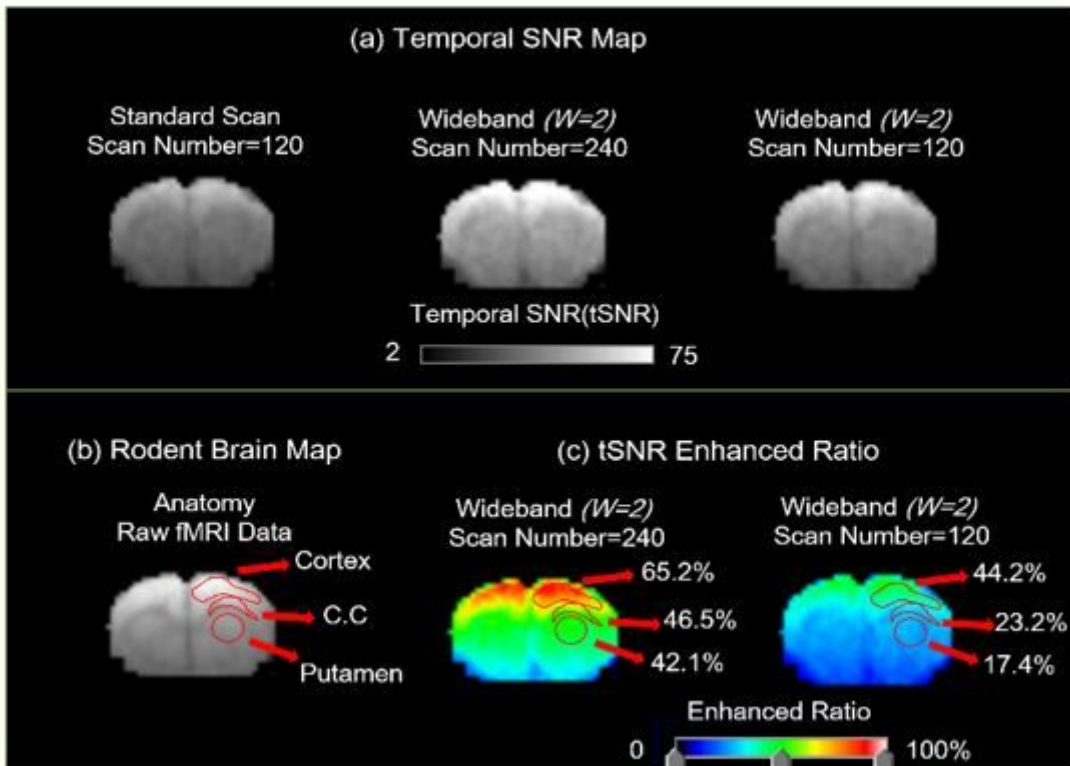 (a) Temporal SNR Map
Standard Scan
Scan Number=120
Wideband (W=2)
Scan Number=240
Wideband (W=2)
Scan Number=120
Temporal SNR(tSNR)
2
75
(b) Rodent Brain Map
Anatomy
Raw fMRI Data
Cortex
C.C
Putamen
(c) tSNR Enhanced Ratio
Wideband (W=2)
Scan Number=240
65.2%
46.5%
42.1%
Wideband (W=2)
Scan Number=120
44.2%
23.2%
17.4%
Enhanced Ratio
0
100%